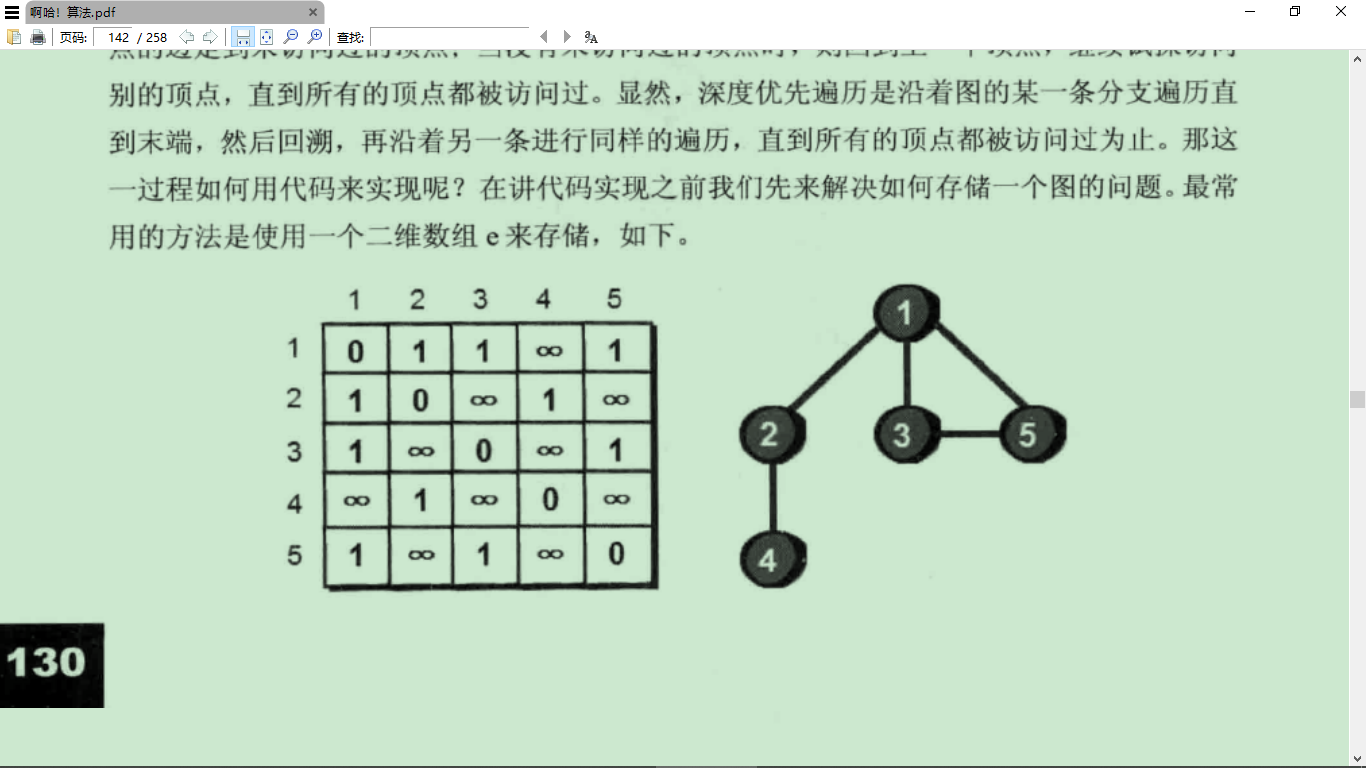 啊哈！算法.pdf
页码: 142 / 258 查找:
别的顶点，直到所有的顶点都被访问过。显然，深度优先遍历是沿着图的某一条分支遍历直
到末端，然后回溯，再沿着另一条进行同样的遍历，直到所有的顶点都被访问过为止。那这
一过程如何用代码来实现呢？在讲代码实现之前我们先来解决如何存储一个图的问题。最常
用的方法是使用一个二维数组 e 来存储，如下。
1 2 3 4 5
1 0 1 1 ∞ 1
2 1 0 ∞ 1 ∞
3 1 ∞ 0 ∞ 1
4 ∞ 1 ∞ 0 ∞
5 1 ∞ 1 ∞ 0
1
2 3 5
4
130